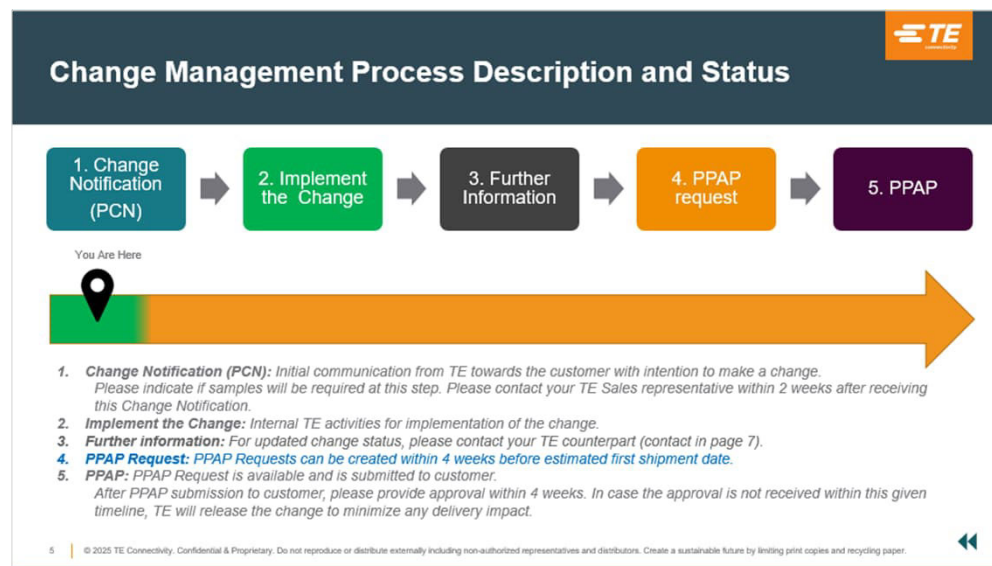 TE
connectivity
Change Management Process Description and Status
1. Change
Notification
(PCN)
2. Implement
the Change
3. Further
Information
4. PPAP
request
5. PPAP
You Are Here
1. Change Notification (PCN): Initial communication from TE towards the customer with intention to make a change.
Please indicate if samples will be required at this step. Please contact your TE Sales representative within 2 weeks after receiving
this Change Notification.
2. Implement the Change: Internal TE activities for implementation of the change.
3. Further information: For updated change status, please contact your TE counterpart (contact in page 7).
4. PPAP Request: PPAP Requests can be created within 4 weeks before estimated first shipment date.
5. PPAP: PPAP Request is available and is submitted to customer.
After PPAP submission to customer, please provide approval within 4 weeks. In case the approval is not received within this given
timeline, TE will release the change to minimize any delivery impact.
5 © 2025 TE Connectivity. Confidential & Proprietary. Do not reproduce or distribute externally including non-authorized representatives and distributors. Create a sustainable future by limiting print copies and recycling paper.